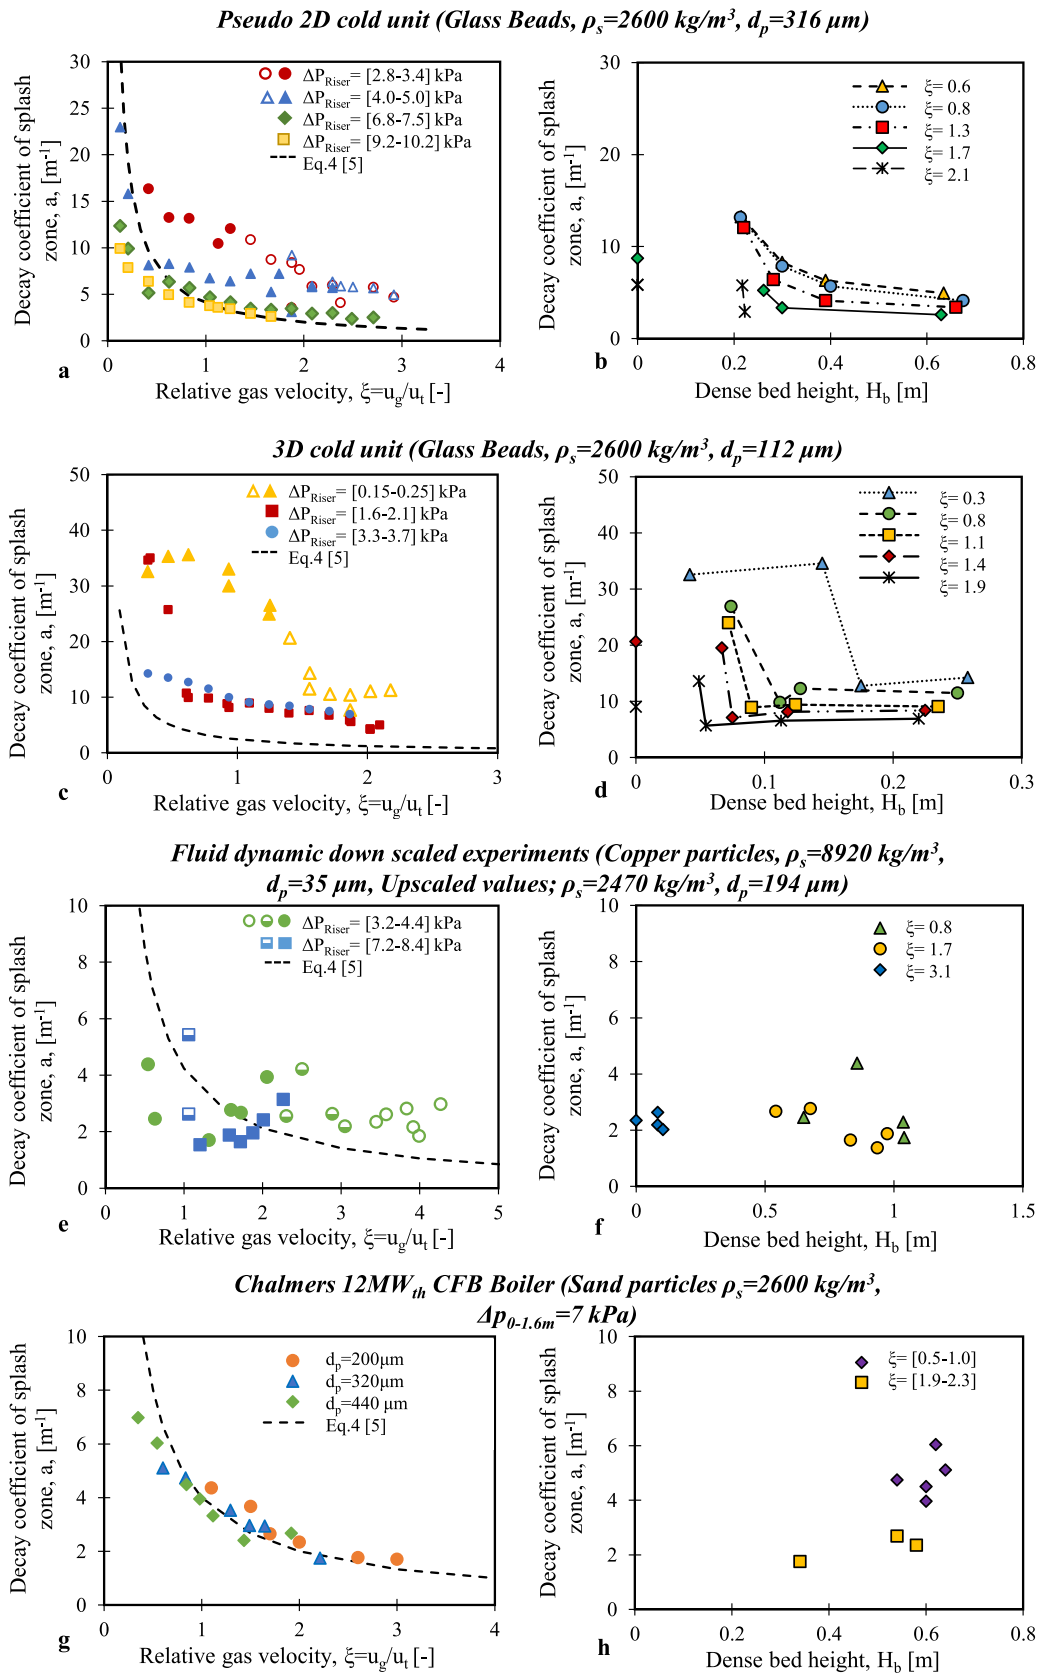 Pseudo 2D cold unit (Glass Beads, ρs=2600 kg/m³, dp=316 μm)
Decay coefficient of splash
zone, a, [m⁻¹]
30
25
20
15
10
5
0
0
1
2
3
4
ΔP_Riser= [2.8-3.4] kPa
ΔP_Riser= [4.0-5.0] kPa
ΔP_Riser= [6.8-7.5] kPa
ΔP_Riser= [9.2-10.2] kPa
Eq.4 [5]
a
Relative gas velocity, ξ=ug/ut [-]
Decay coefficient of splash
zone, a, [m⁻¹]
30
20
10
0
0
0.2
0.4
0.6
0.8
ξ= 0.6
ξ= 0.8
ξ= 1.3
ξ= 1.7
ξ= 2.1
b
Dense bed height, Hb [m]
3D cold unit (Glass Beads, ρs=2600 kg/m³, dp=112 μm)
Decay coefficient of splash
zone, a, [m⁻¹]
50
40
30
20
10
0
0
1
2
3
ΔP_Riser= [0.15-0.25] kPa
ΔP_Riser= [1.6-2.1] kPa
ΔP_Riser= [3.3-3.7] kPa
Eq.4 [5]
c
Relative gas velocity, ξ=ug/ut [-]
Decay coefficient of splash
zone, a, [m⁻¹]
50
40
30
20
10
0
0
0.1
0.2
0.3
ξ= 0.3
ξ= 0.8
ξ= 1.1
ξ= 1.4
ξ= 1.9
d
Dense bed height, Hb [m]
Fluid dynamic down scaled experiments (Copper particles, ρs=8920 kg/m³,
dp=35 μm, Upscaled values; ρs=2470 kg/m³, dp=194 μm)
Decay coefficient of splash
zone, a, [m⁻¹]
10
8
6
4
2
0
0
1
2
3
4
5
ΔP_Riser= [3.2-4.4] kPa
ΔP_Riser= [7.2-8.4] kPa
Eq.4 [5]
e
Relative gas velocity, ξ=ug/ut [-]
Decay coefficient of splash
zone, a, [m⁻¹]
10
8
6
4
2
0
0
0.5
1
1.5
ξ= 0.8
ξ= 1.7
ξ= 3.1
f
Dense bed height, Hb [m]
Chalmers 12MWth CFB Boiler (Sand particles ρs=2600 kg/m³,
Δp0-1.6m=7 kPa)
Decay coefficient of splash
zone, a, [m⁻¹]
10
8
6
4
2
0
0
1
2
3
4
dp=200μm
dp=320μm
dp=440 μm
Eq.4 [5]
g
Relative gas velocity, ξ=ug/ut [-]
Decay coefficient of splash
zone, a, [m⁻¹]
10
8
6
4
2
0
0
0.2
0.4
0.6
0.8
ξ= [0.5-1.0]
ξ= [1.9-2.3]
h
Dense bed height, Hb [m]